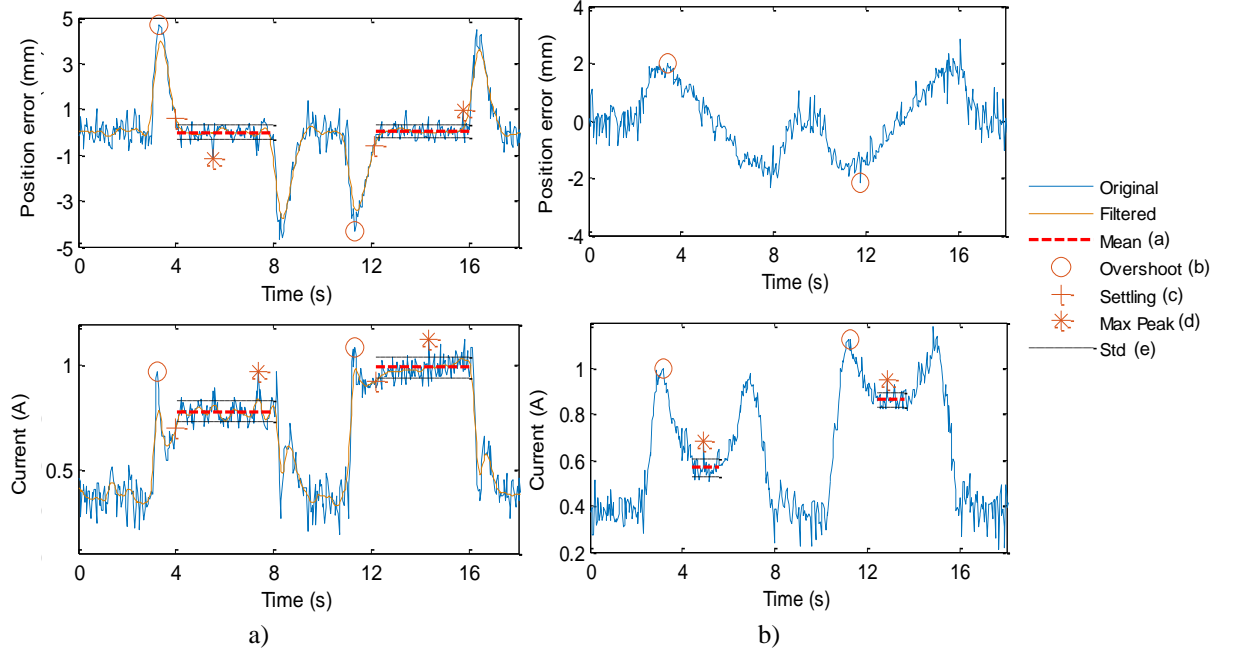 5
3
1
-1
-3
-5
Position error (mm)
0 4 8 12 16
Time (s)
4
2
0
-2
-4
Position error (mm)
0 4 8 12 16
Time (s)
Original
Filtered
Mean (a)
Overshoot (b)
Settling (c)
Max Peak (d)
Std (e)
1
0.5
Current (A)
0 4 8 12 16
Time (s)
a)
1
0.8
0.6
0.4
0.2
Current (A)
0 4 8 12 16
Time (s)
b)